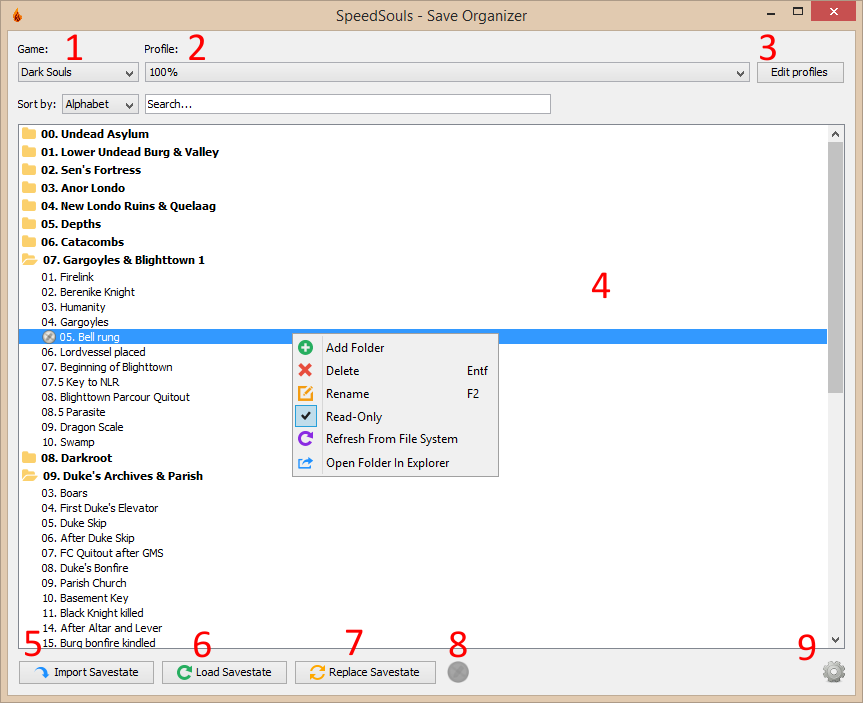 SpeedSouls - Save Organizer
Game: 1 Profile: 2 3
Dark Souls 100% Edit profiles
Sort by: Alphabet Search...
00. Undead Asylum
01. Lower Undead Burg & Valley
02. Sen's Fortress
03. Anor Londo
04. New Londo Ruins & Quelaag
05. Depths
06. Catacombs
07. Gargoyles & Blighttown 1
01. Firelink
4
02. Berenike Knight
03. Humanity
04. Gargoyles
05. Bell rung
06. Lordvessel placed
07. Beginning of Blighttown
07.5 Key to NLR
08. Blighttown Parcour Quitout
08.5 Parasite
09. Dragon Scale
10. Swamp
Add Folder
Delete Entf
Rename F2
Read-Only
Refresh From File System
Open Folder In Explorer
08. Darkroot
09. Duke's Archives & Parish
03. Boars
04. First Duke's Elevator
05. Duke Skip
06. After Duke Skip
07. FC Quitout after GMS
08. Duke's Bonfire
09. Parish Church
10. Basement Key
11. Black Knight killed
14. After Altar and Lever
15. Burg bonfire kindled
5 6 7 8 9
Import Savestate Load Savestate Replace Savestate